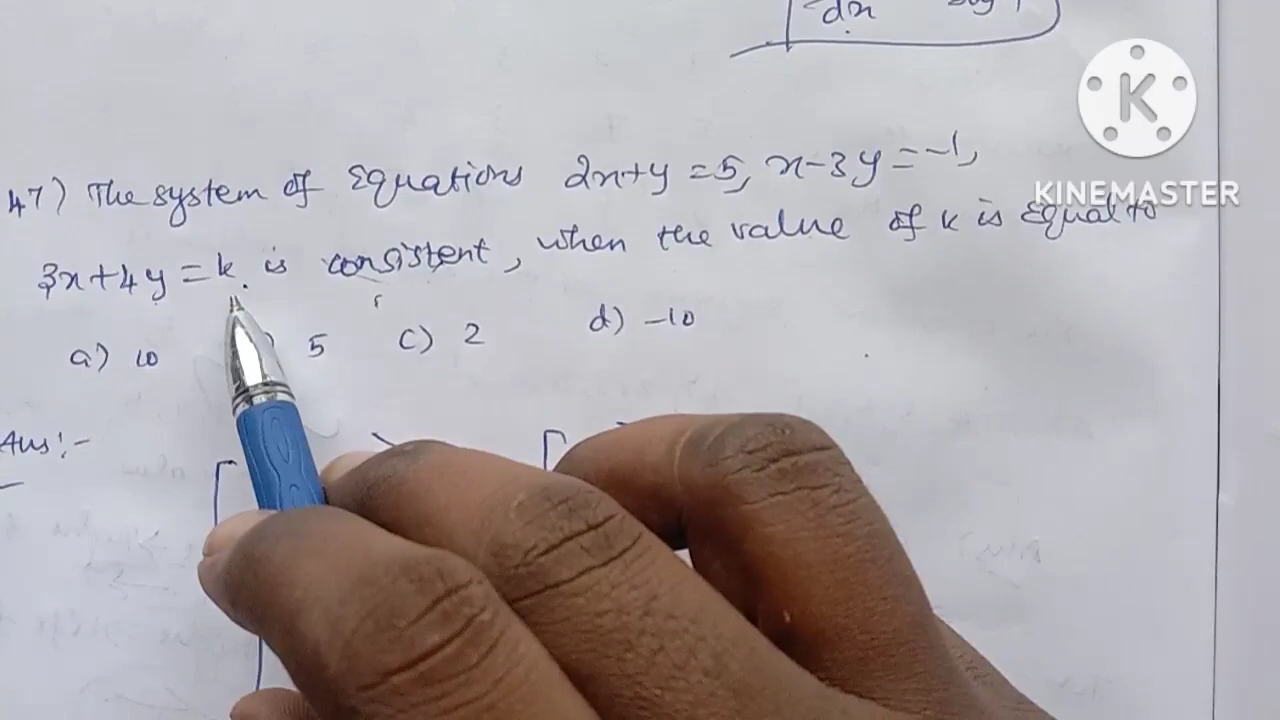 dx
47) The system of Equations 2x+y =5, x-3y =-1,
3x+4y =k. is consistent, when the value of k is Equal to
a) 10 5 c) 2 d) -10
Ans:-
K
KINEMASTER